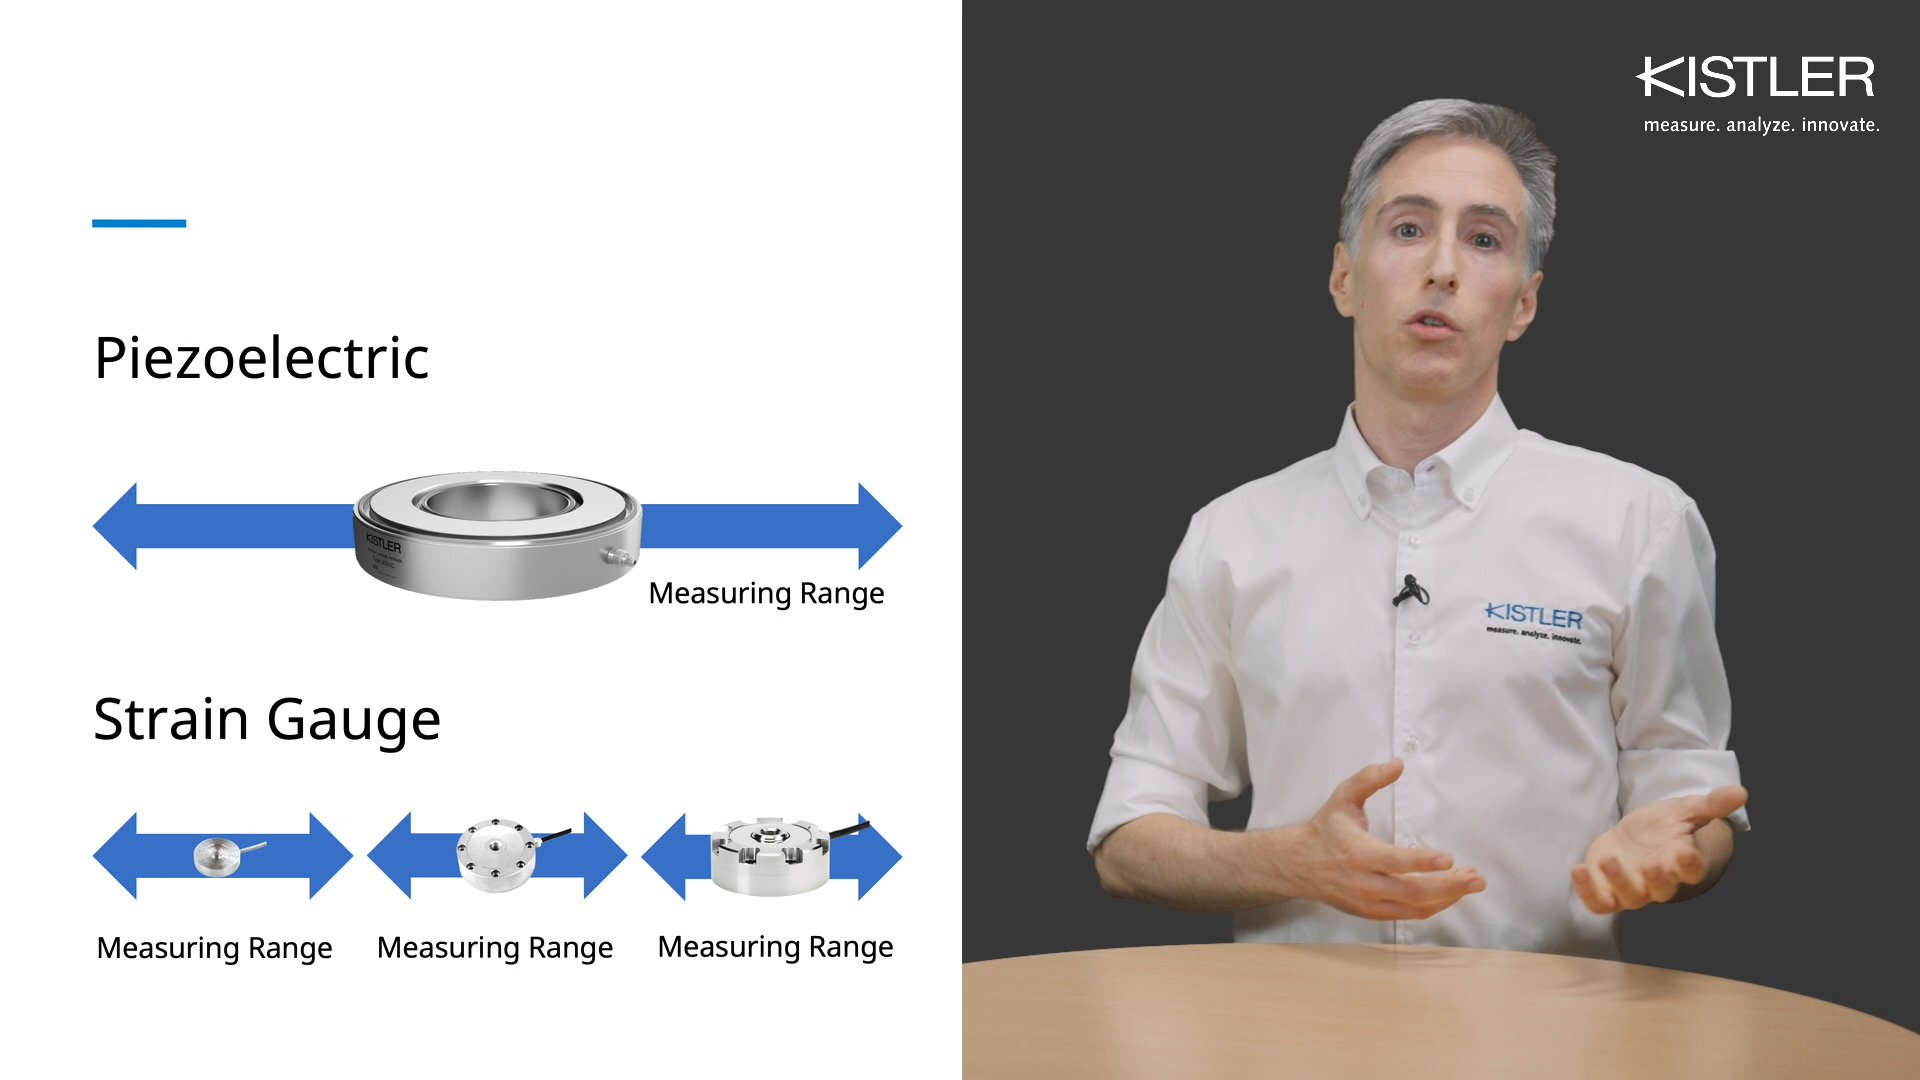 Piezoelectric
KISTLER
Measuring Range
Strain Gauge
Measuring Range
Measuring Range
Measuring Range
KISTLER
measure. analyze. innovate.
KISTLER
measure. analyze. innovate.